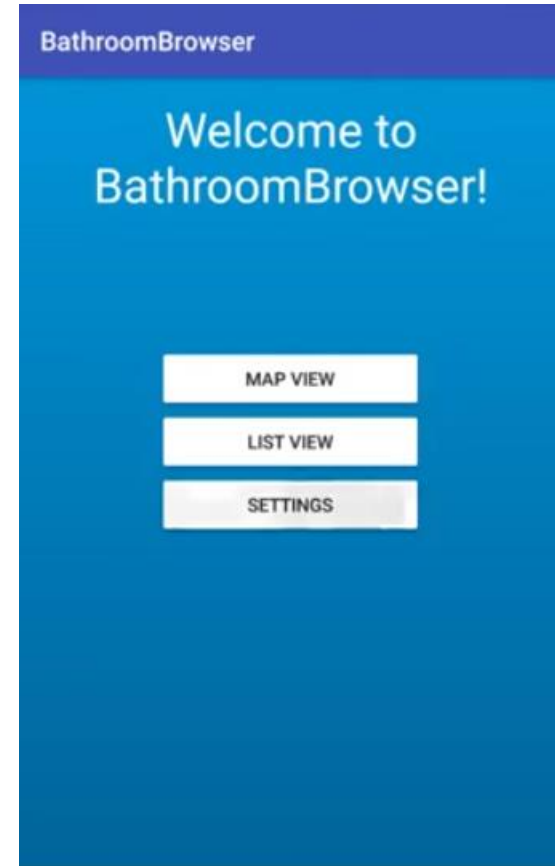 BathroomBrowser
Welcome to
BathroomBrowser!
MAP VIEW
LIST VIEW
SETTINGS